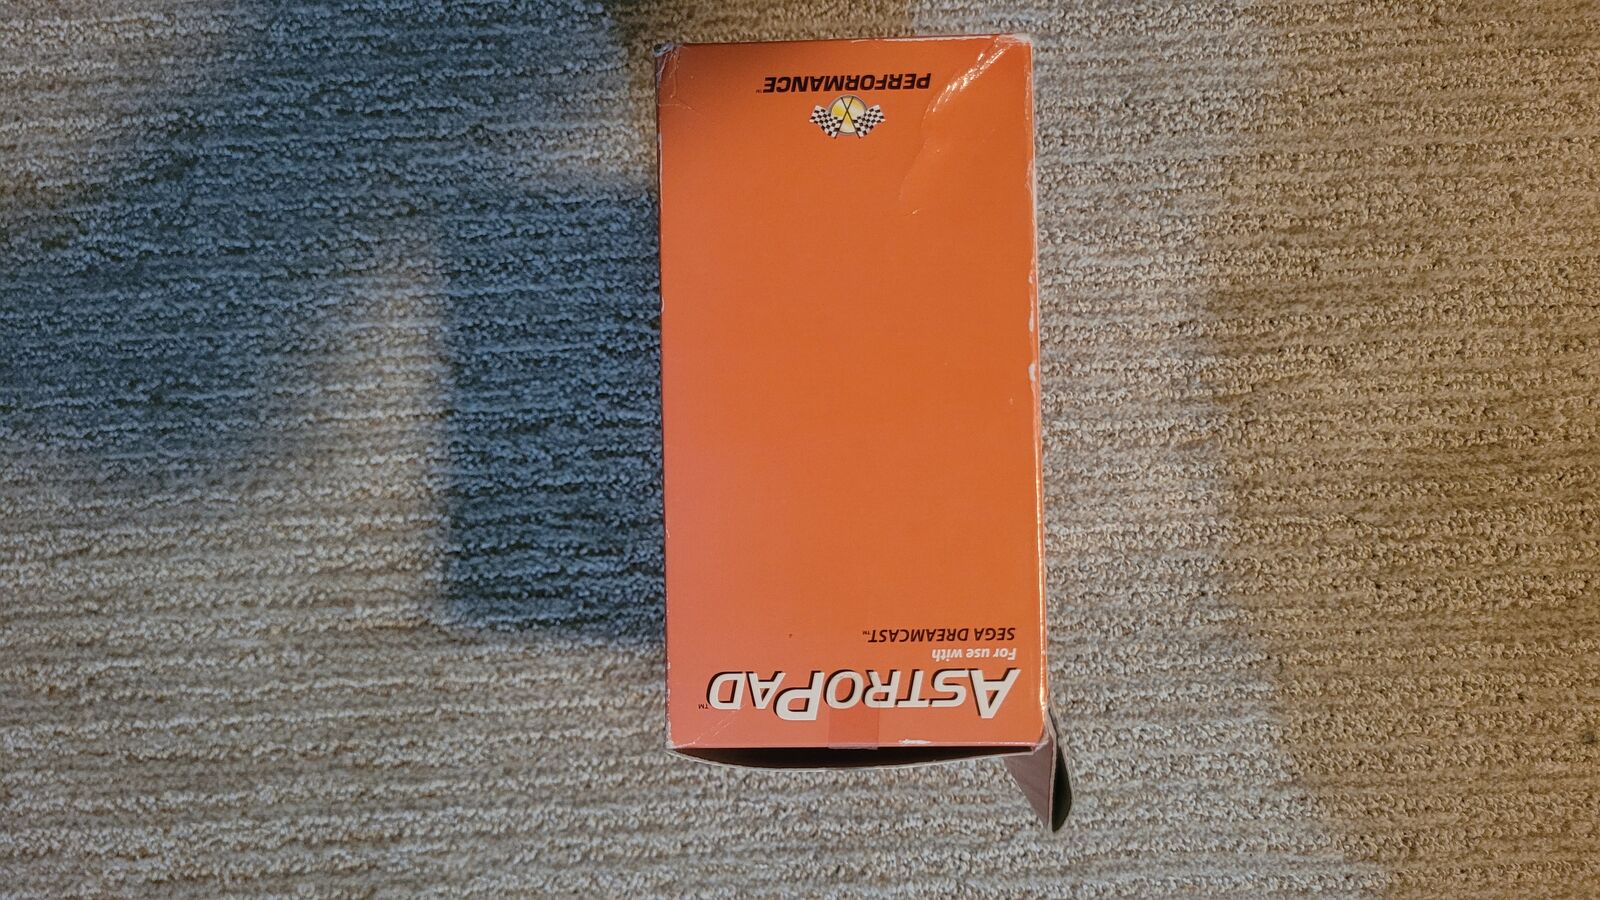 ASTROPAD™
For use with
SEGA DREAMCAST™
PERFORMANCE™